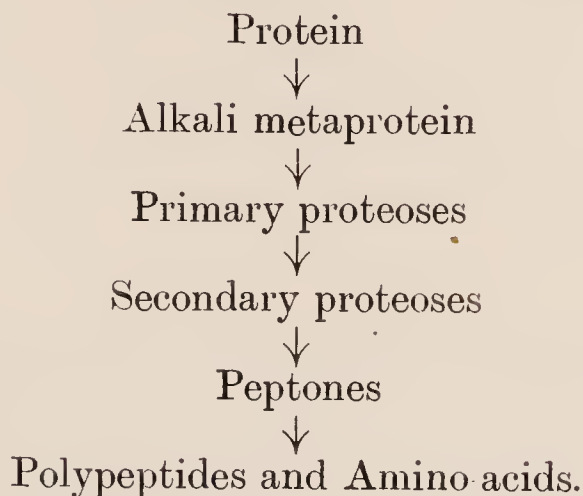 Protein
↓
Alkali metaprotein
↓
Primary proteoses
↓
Secondary proteoses
↓
Peptones
↓
Polypeptides and Amino acids.